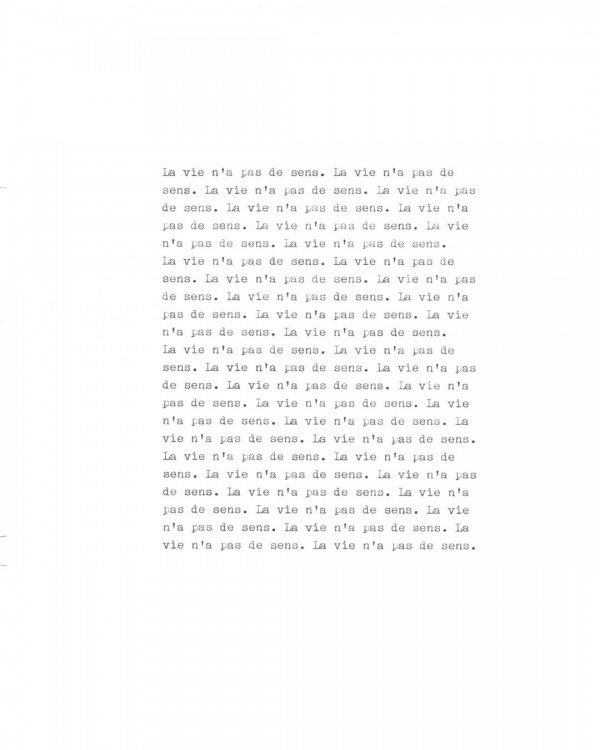 La vie n'a pas de sens. La vie n'a pas de
sens. La vie n'a pas de sens. La vie n'a pas
de sens. La vie n'a pas de sens. La vie n'a
pas de sens. La vie n'a pas de sens. La vie
n'a pas de sens. La vie n'a pas de sens.
La vie n'a pas de sens. La vie n'a pas de
sens. La vie n'a pas de sens. La vie n'a pas
de sens. La vie n'a pas de sens. La vie n'a
pas de sens. La vie n'a pas de sens. La vie
n'a pas de sens. La vie n'a pas de sens.
La vie n'a pas de sens. La vie n'a pas de
sens. La vie n'a pas de sens. La vie n'a pas
de sens. La vie n'a pas de sens. La vie n'a
pas de sens. La vie n'a pas de sens. La vie
n'a pas de sens. La vie n'a pas de sens. La
vie n'a pas de sens. La vie n'a pas de sens.
La vie n'a pas de sens. La vie n'a pas de
sens. La vie n'a pas de sens. La vie n'a pas
de sens. La vie n'a pas de sens. La vie n'a
pas de sens. La vie n'a pas de sens. La vie
n'a pas de sens. La vie n'a pas de sens. La
vie n'a pas de sens. La vie n'a pas de sens.